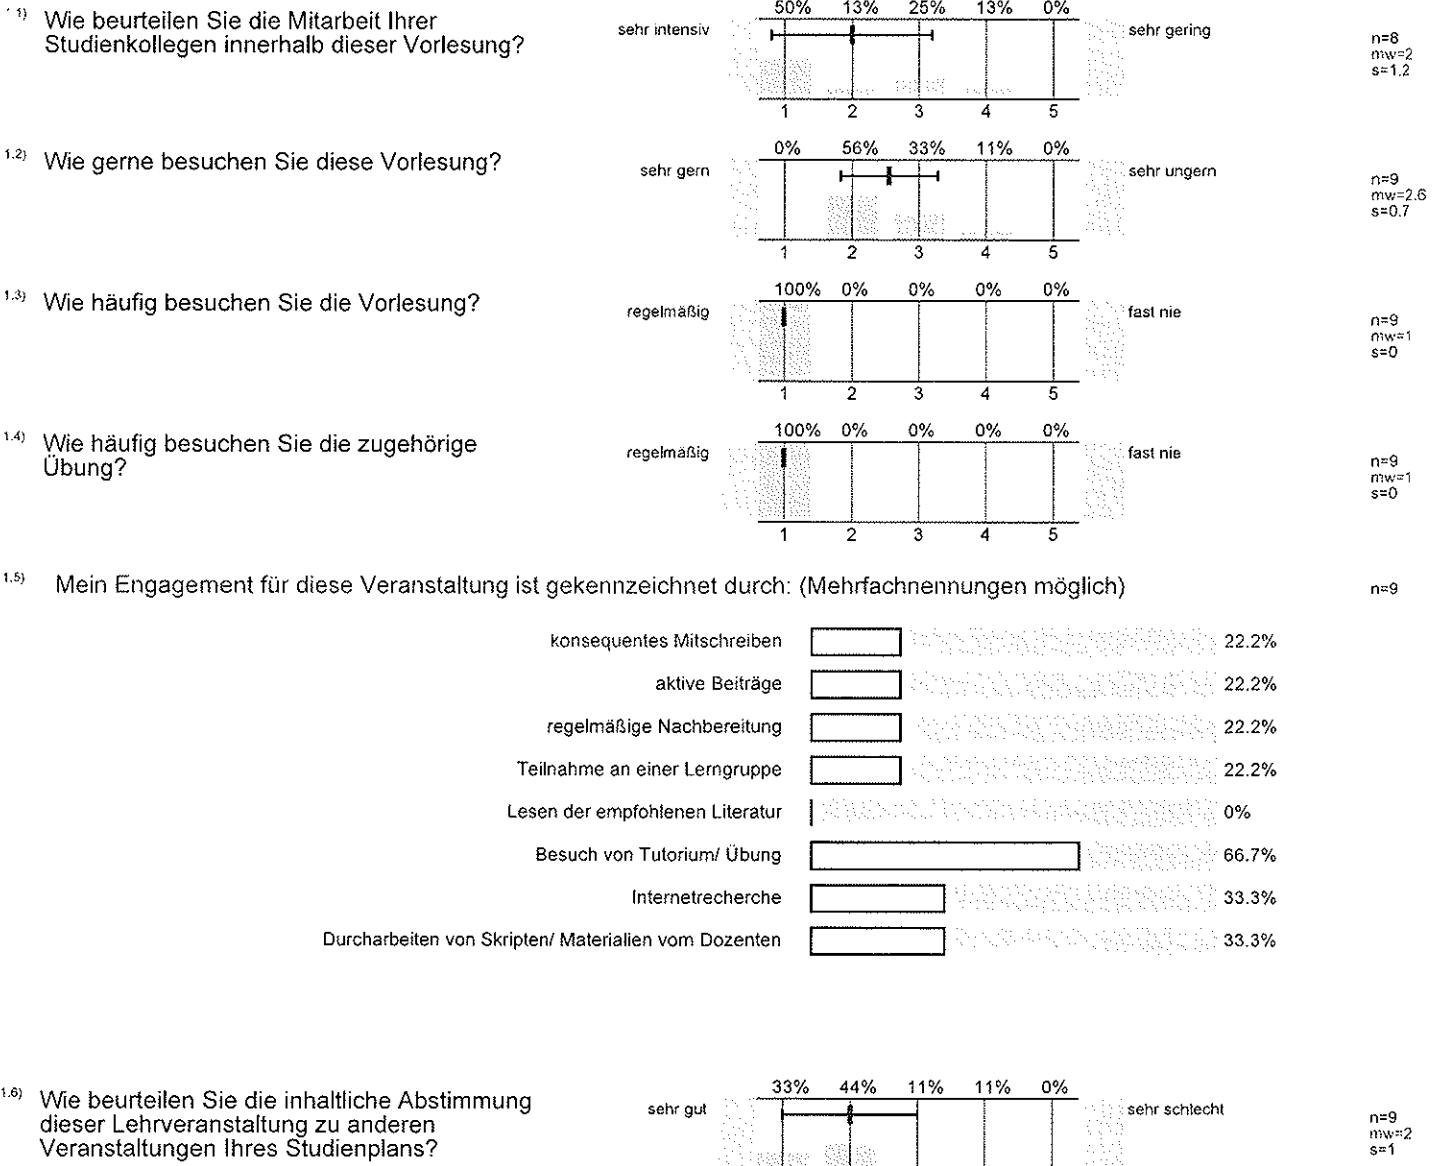 1) Wie beurteilen Sie die Mitarbeit Ihrer
Studienkollegen innerhalb dieser Vorlesung?
sehr intensiv
50% 13% 25% 13% 0%
1 2 3 4 5
sehr gering
n=8
mw=2
s=1.2
1.2) Wie gerne besuchen Sie diese Vorlesung?
sehr gern
0% 56% 33% 11% 0%
1 2 3 4 5
sehr ungern
n=9
mw=2.6
s=0.7
1.3) Wie häufig besuchen Sie die Vorlesung?
regelmäßig
100% 0% 0% 0% 0%
1 2 3 4 5
fast nie
n=9
mw=1
s=0
1.4) Wie häufig besuchen Sie die zugehörige
Übung?
regelmäßig
100% 0% 0% 0% 0%
1 2 3 4 5
fast nie
n=9
mw=1
s=0
1.5) Mein Engagement für diese Veranstaltung ist gekennzeichnet durch: (Mehrfachnennungen möglich)
n=9
konsequentes Mitschreiben 22.2%
aktive Beiträge 22.2%
regelmäßige Nachbereitung 22.2%
Teilnahme an einer Lerngruppe 22.2%
Lesen der empfohlenen Literatur 0%
Besuch von Tutorium/ Übung 66.7%
Internetrecherche 33.3%
Durcharbeiten von Skripten/ Materialien vom Dozenten 33.3%
1.6) Wie beurteilen Sie die inhaltliche Abstimmung
dieser Lehrveranstaltung zu anderen
Veranstaltungen Ihres Studienplans?
sehr gut
33% 44% 11% 11% 0%
sehr schlecht
n=9
mw=2
s=1